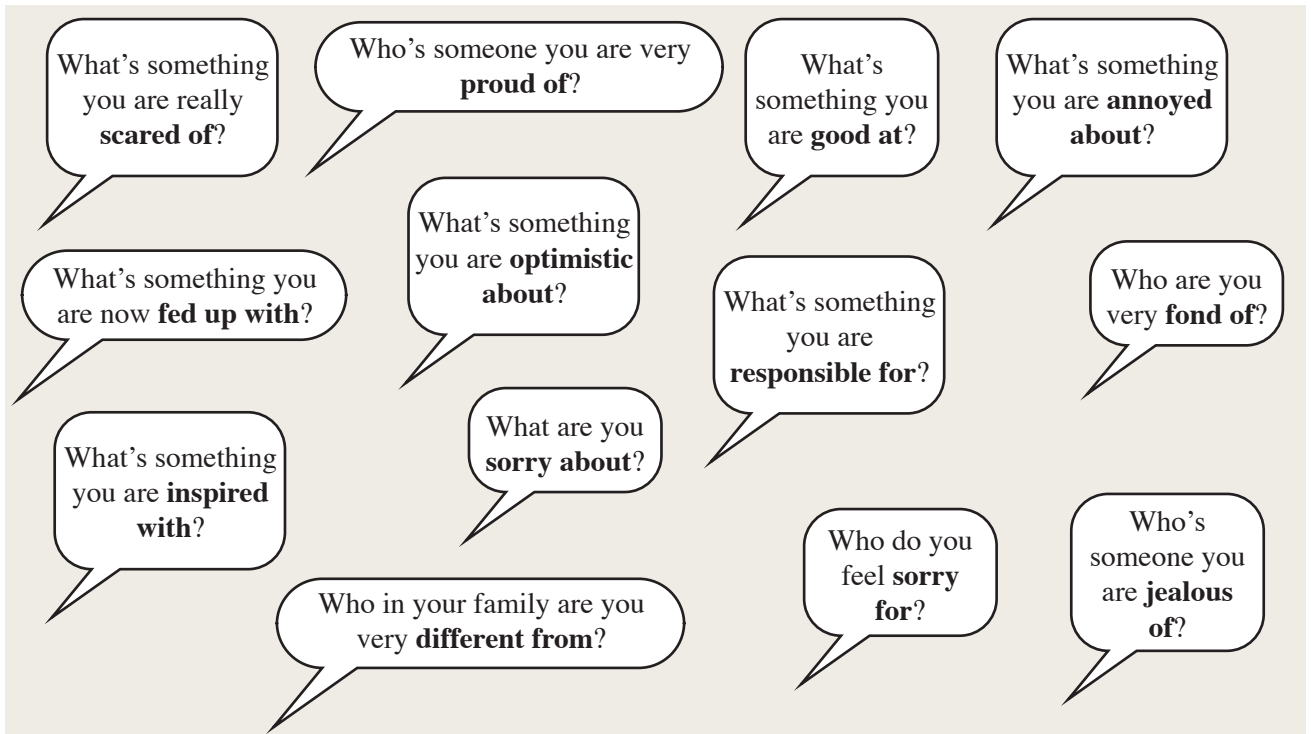 What’s something
you are really
scared of?
Who’s someone you are very
proud of?
What’s
something you
are good at?
What’s something
you are annoyed
about?
What’s something
you are optimistic
about?
What’s something you
are now fed up with?
What’s something
you are
responsible for?
Who are you
very fond of?
What’s something
you are inspired
with?
What are you
sorry about?
Who do you
feel sorry
for?
Who’s
someone you
are jealous
of?
Who in your family are you
very different from?